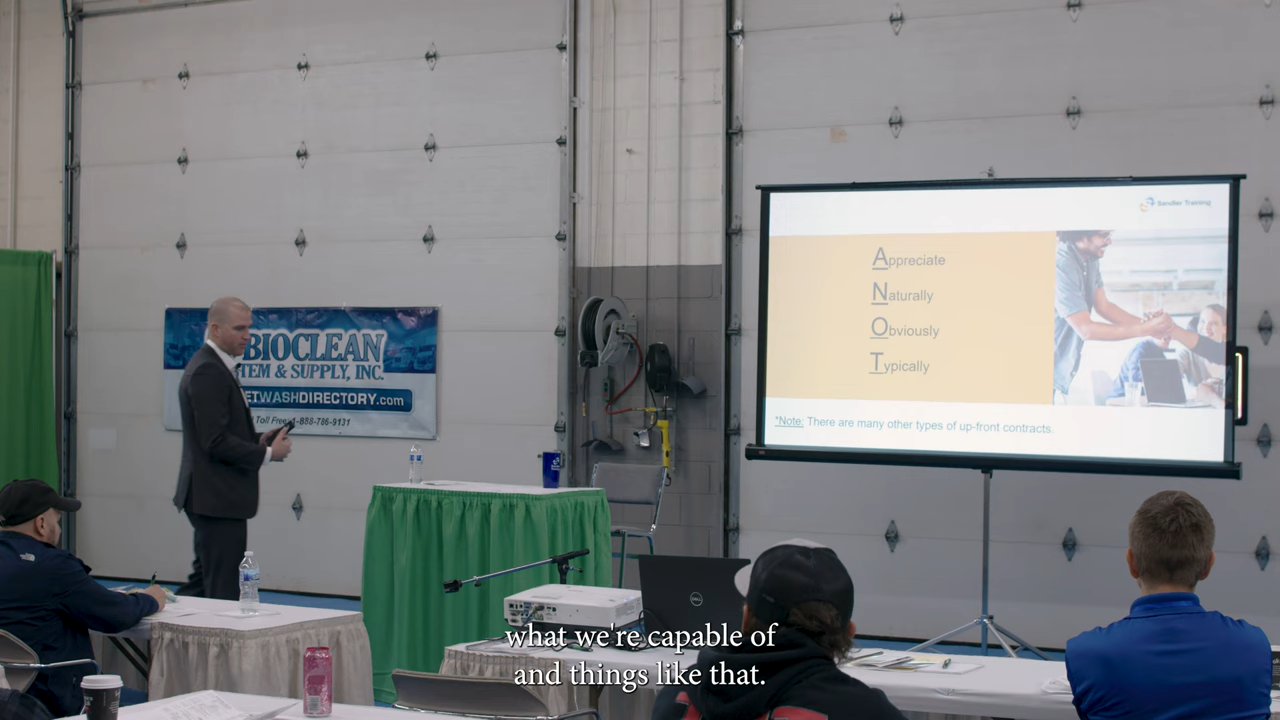 Sandler Training
Appreciate
Naturally
Obviously
Typically
*Note: There are many other types of up-front contracts.
BIOCLEAN
TEM & SUPPLY, INC.
ETWASHDIRECTORY.com
Toll Free 1-888-786-9131
DELL
what we're capable of
and things like that.